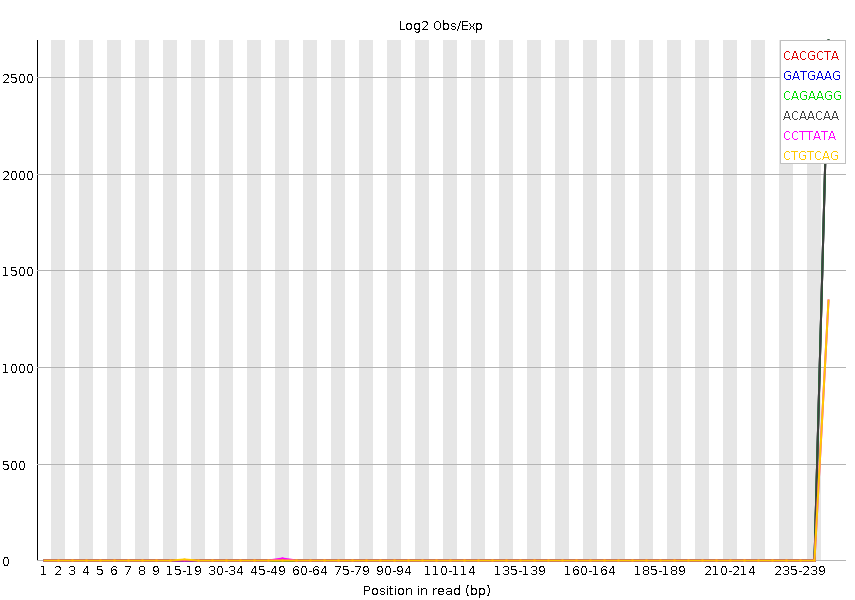 Log2 Obs/Exp
CACGCTA
GATGAAG
CAGAAGG
ACAACAA
CCTTATA
CTGTCAG
2500
2000
1500
1000
500
0
1 2 3 4 5 6 7 8 9 15-19 30-34 45-49 60-64 75-79 90-94 110-114 135-139 160-164 185-189 210-214 235-239
Position in read (bp)